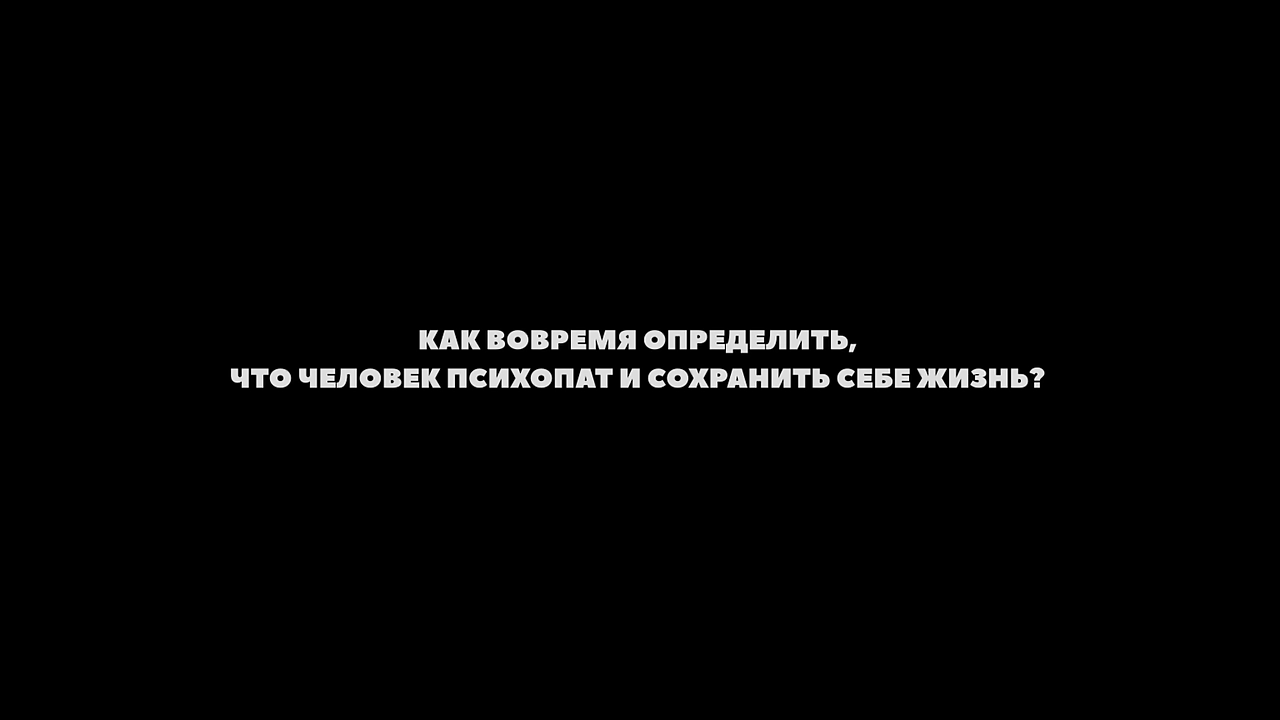 КАК ВОВРЕМЯ ОПРЕДЕЛИТЬ,
ЧТО ЧЕЛОВЕК ПСИХОПАТ И СОХРАНИТЬ СЕБЕ ЖИЗНЬ?